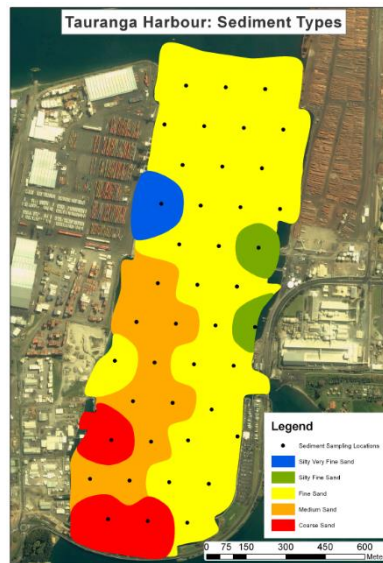 Tauranga Harbour: Sediment Types
Legend
Sediment Sampling Locations
Silty Very Fine Sand
Silty Fine Sand
Fine Sand
Medium Sand
Coarse Sand
0 75 150 300 450 600
Mete